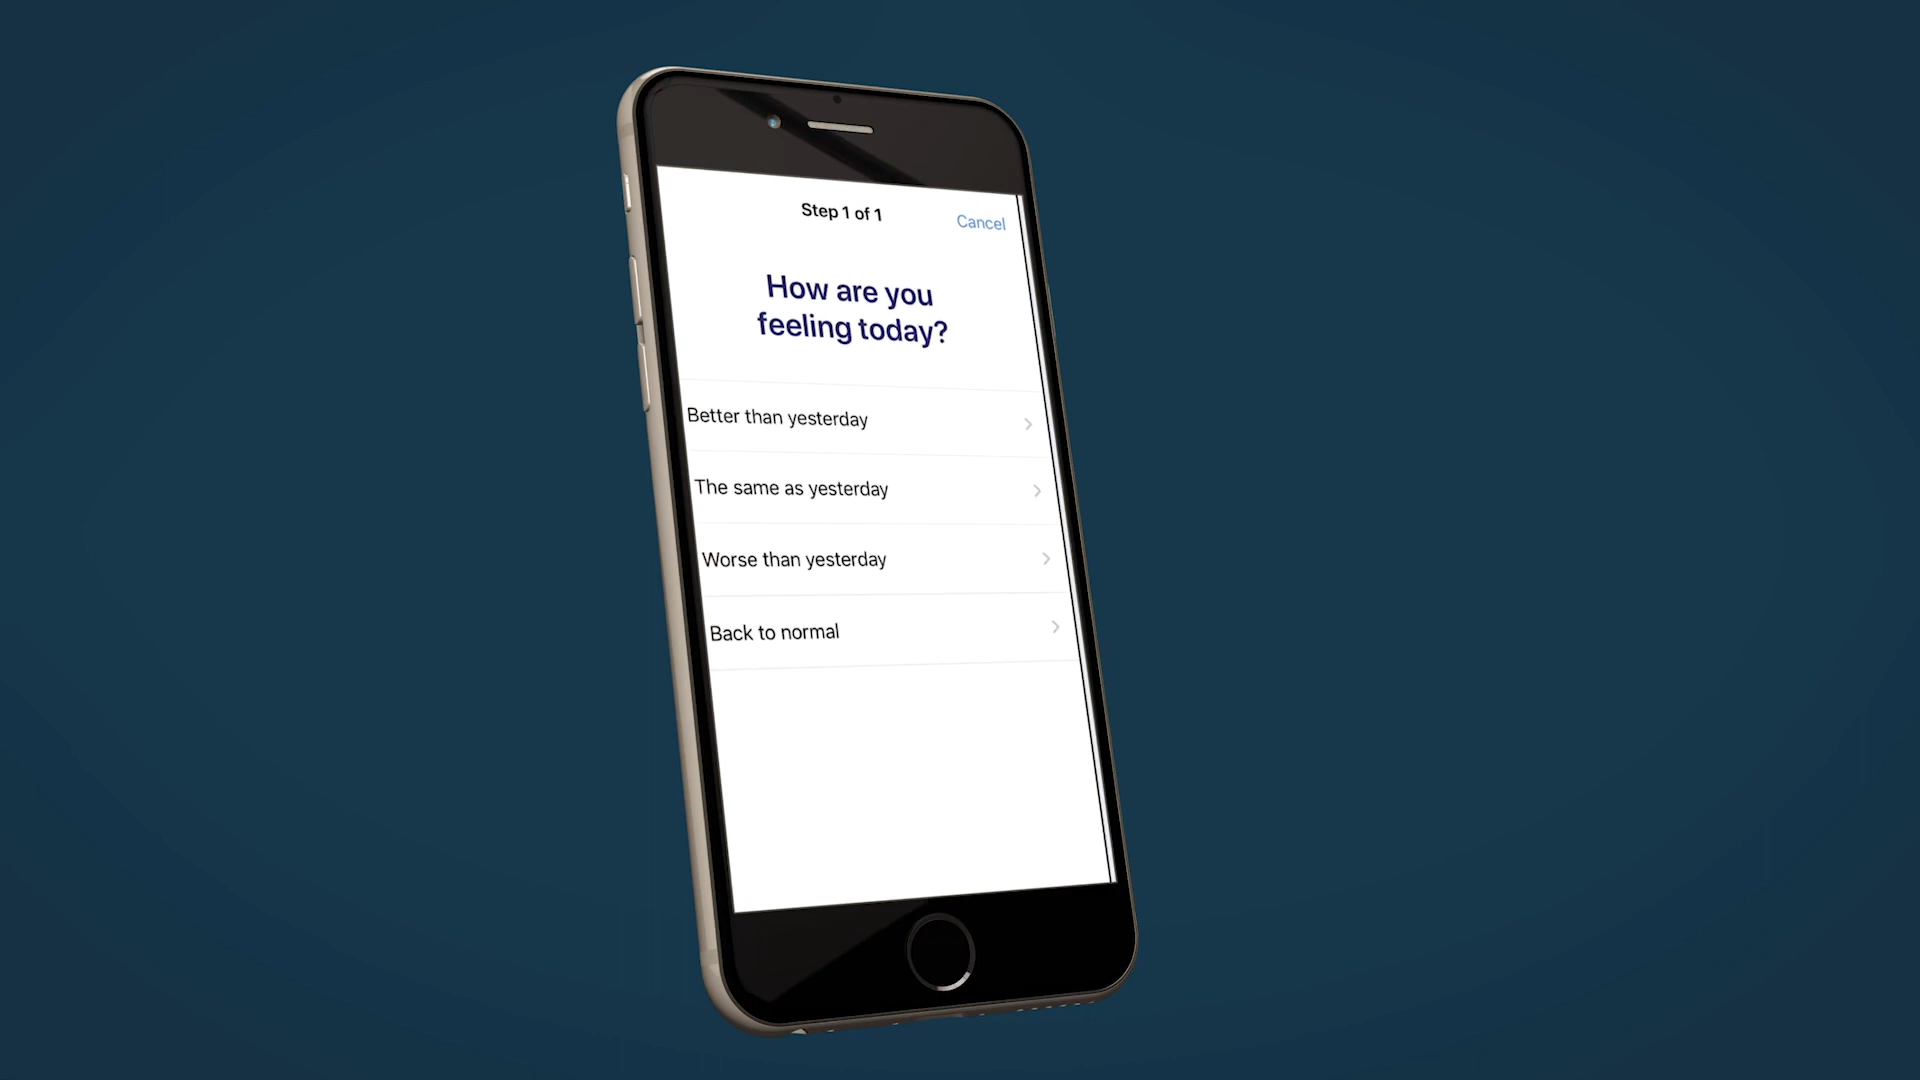 Step 1 of 1
Cancel
How are you
feeling today?
Better than yesterday
The same as yesterday
Worse than yesterday
Back to normal